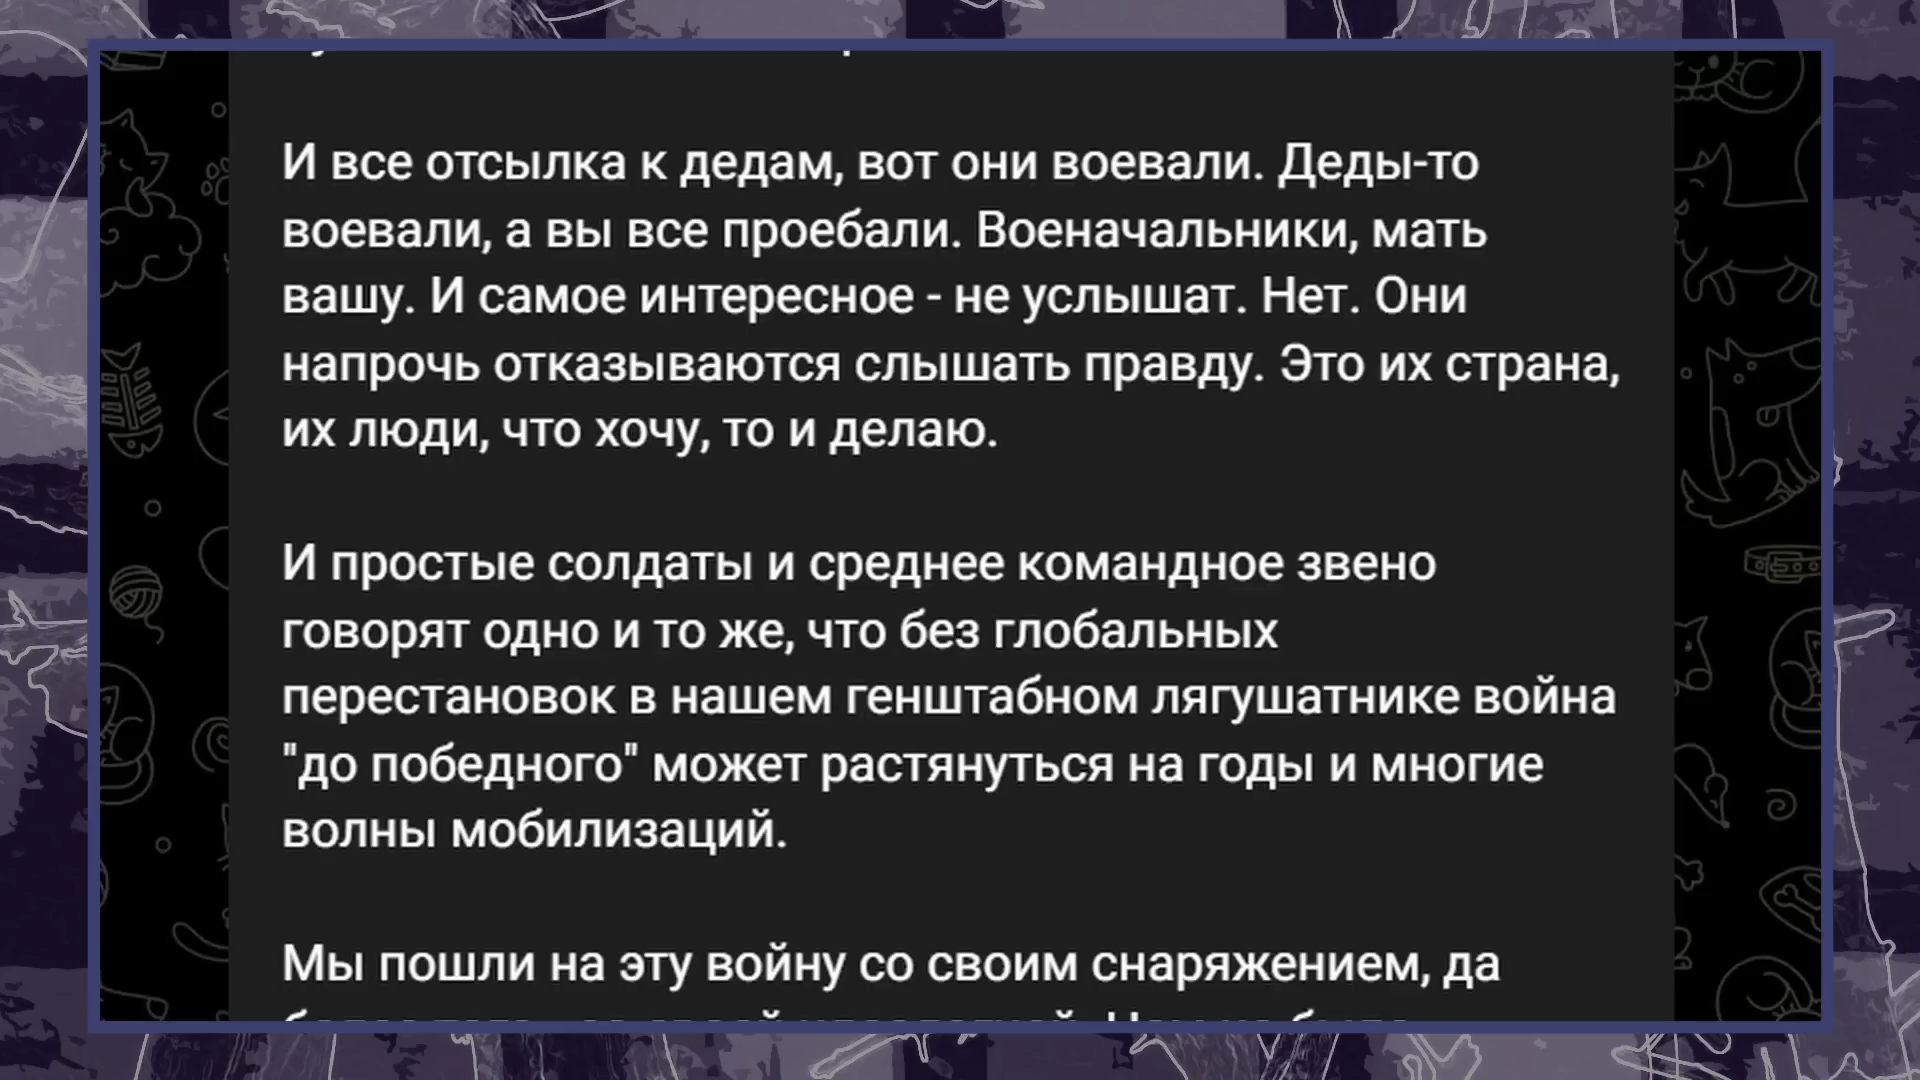 И все отсылка к дедам, вот они воевали. Деды-то
воевали, а вы все проебали. Военачальники, мать
вашу. И самое интересное - не услышат. Нет. Они
напрочь отказываются слышать правду. Это их страна,
их люди, что хочу, то и делаю.
И простые солдаты и среднее командное звено
говорят одно и то же, что без глобальных
перестановок в нашем генштабном лягушатнике война
"до победного" может растянуться на годы и многие
волны мобилизаций.
Мы пошли на эту войну со своим снаряжением, да